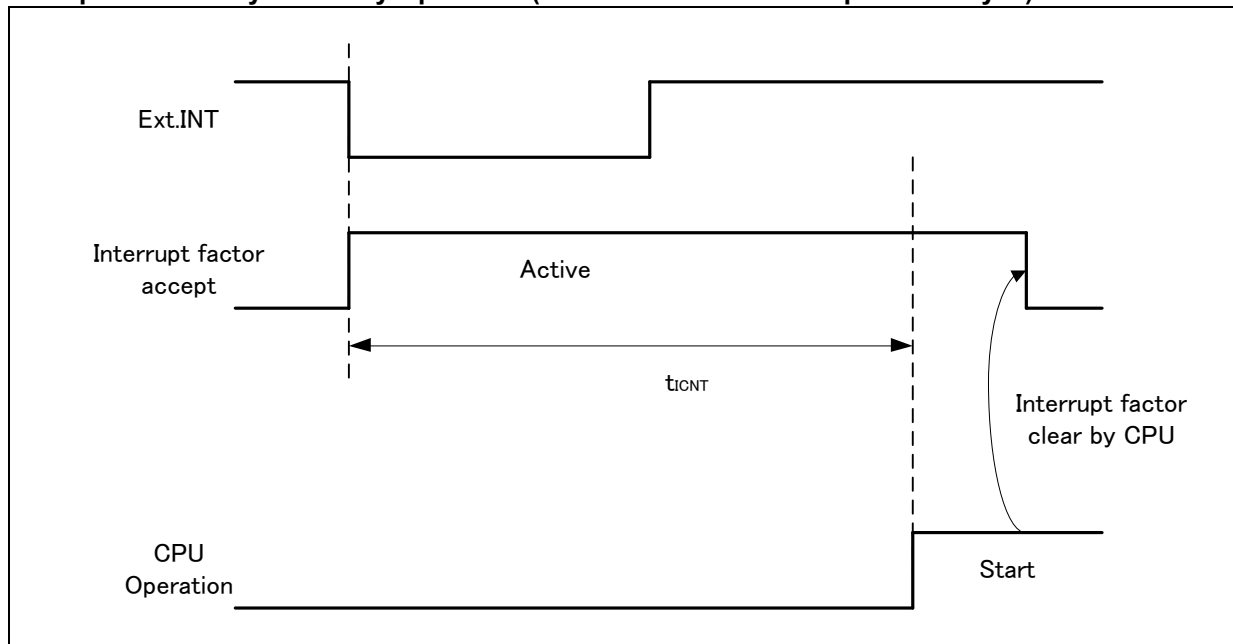 Ext.INT
Interrupt factor
accept
Active
tICNT
Interrupt factor
clear by CPU
CPU
Operation
Start